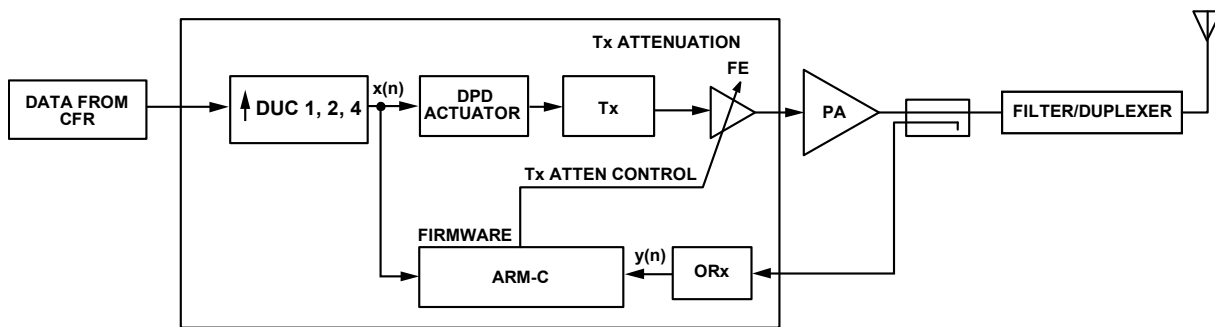 Tx ATTENUATION
FE
DATA FROM
CFR
DUC 1, 2, 4
x(n)
DPD
ACTUATOR
Tx
PA
FILTER/DUPLEXER
Tx ATTEN CONTROL
FIRMWARE
ARM-C
y(n)
ORx